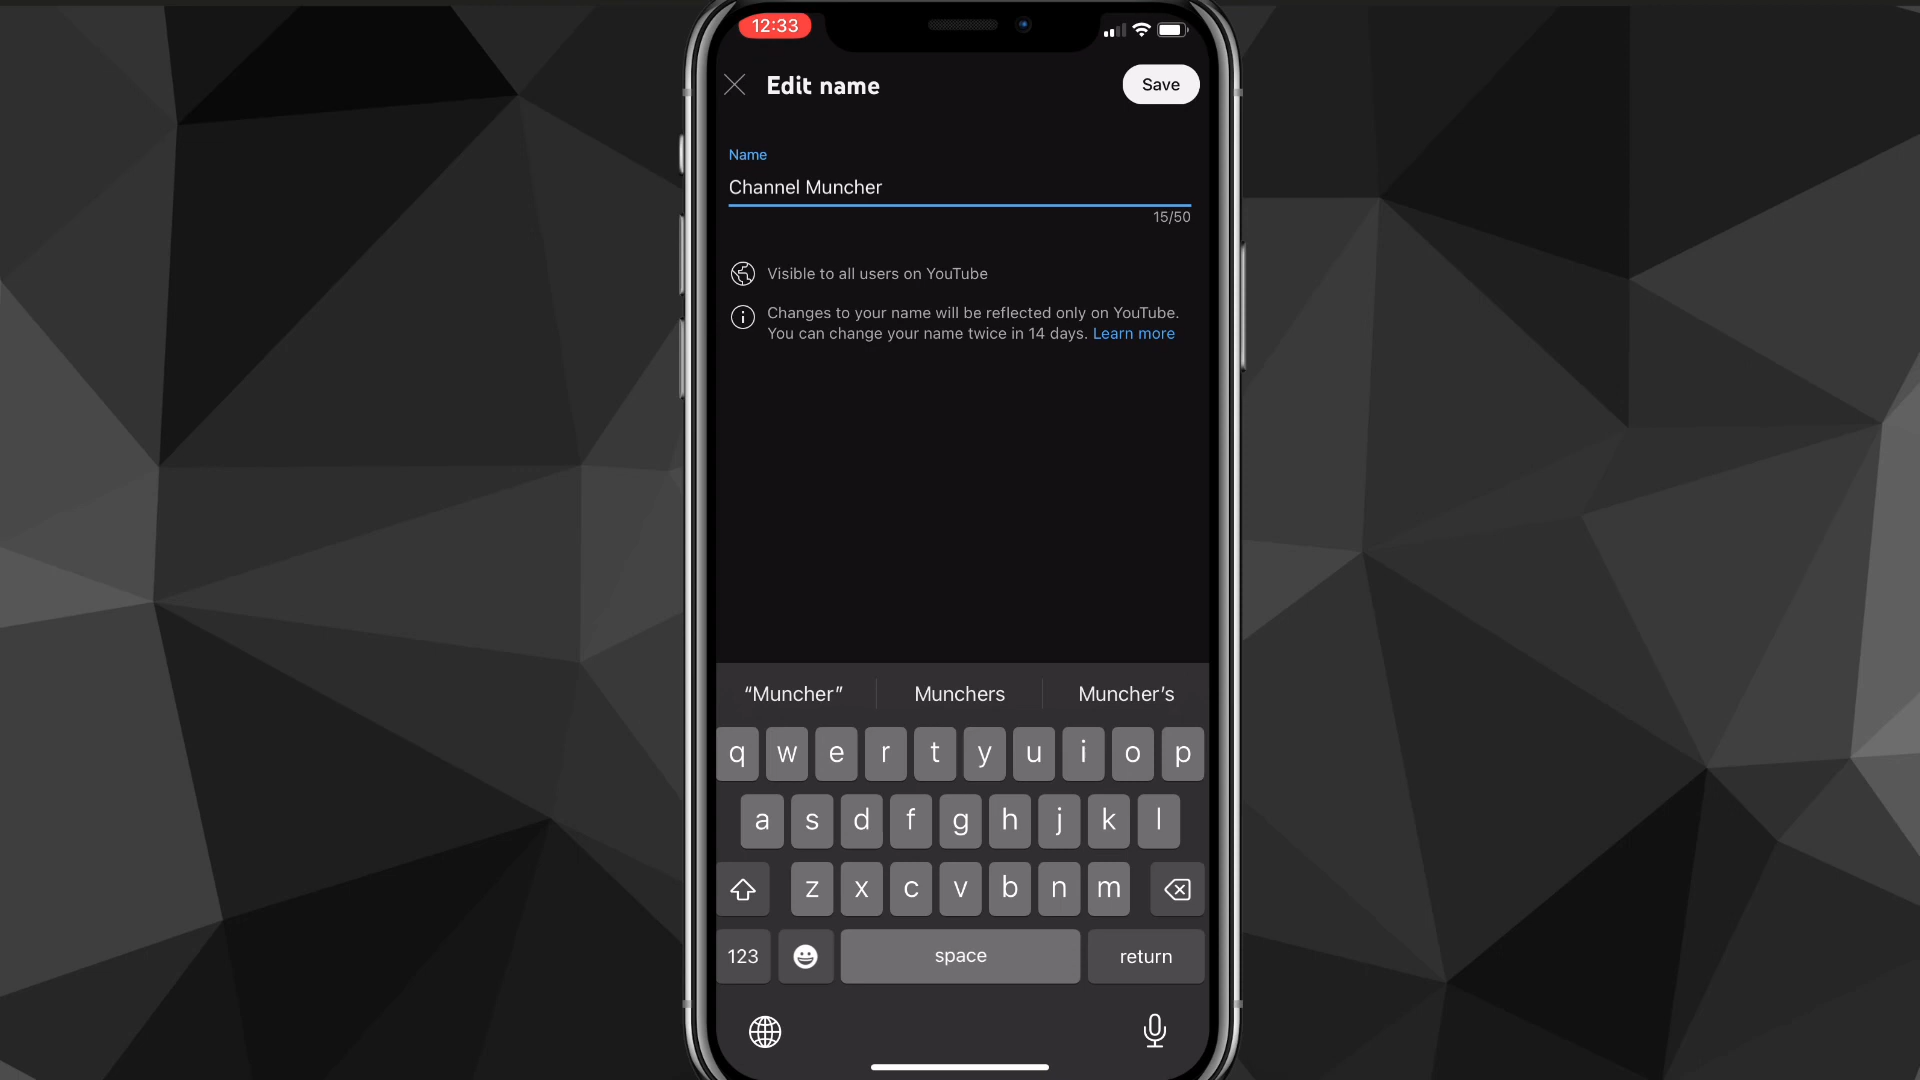 12:33
Edit name
Save
Name
Channel Muncher
15/50
Visible to all users on YouTube
Changes to your name will be reflected only on YouTube.
You can change your name twice in 14 days. Learn more
“Muncher” Munchers Muncher’s
q w e r t y u i o p
a s d f g h j k l
z x c v b n m
123 space return